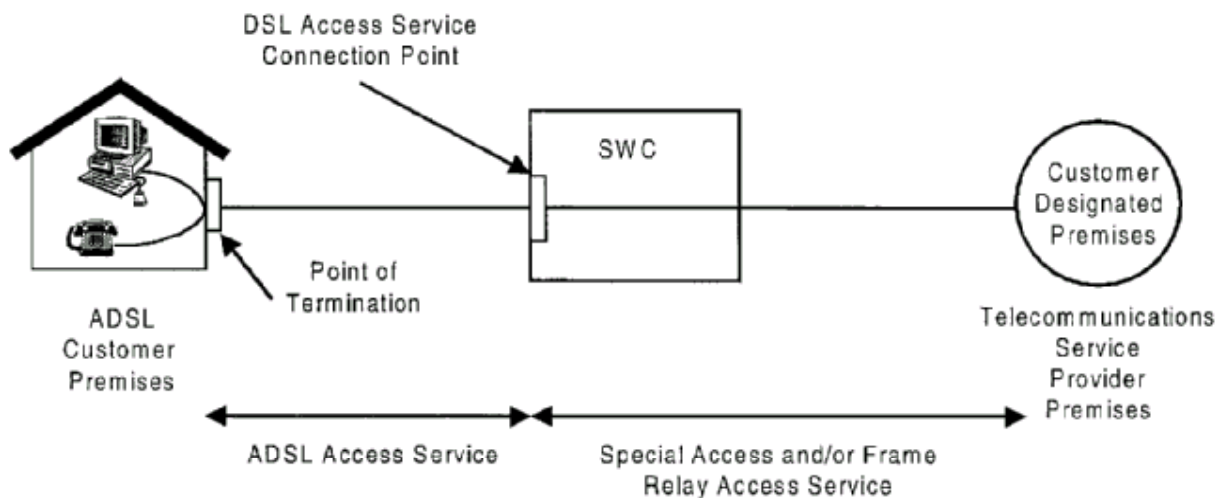 DSL Access Service
Connection Point
SWC
Customer
Designated
Premises
Point of
Termination
ADSL
Customer
Premises
Telecommunications
Service
Provider
Premises
ADSL Access Service
Special Access and/or Frame
Relay Access Service